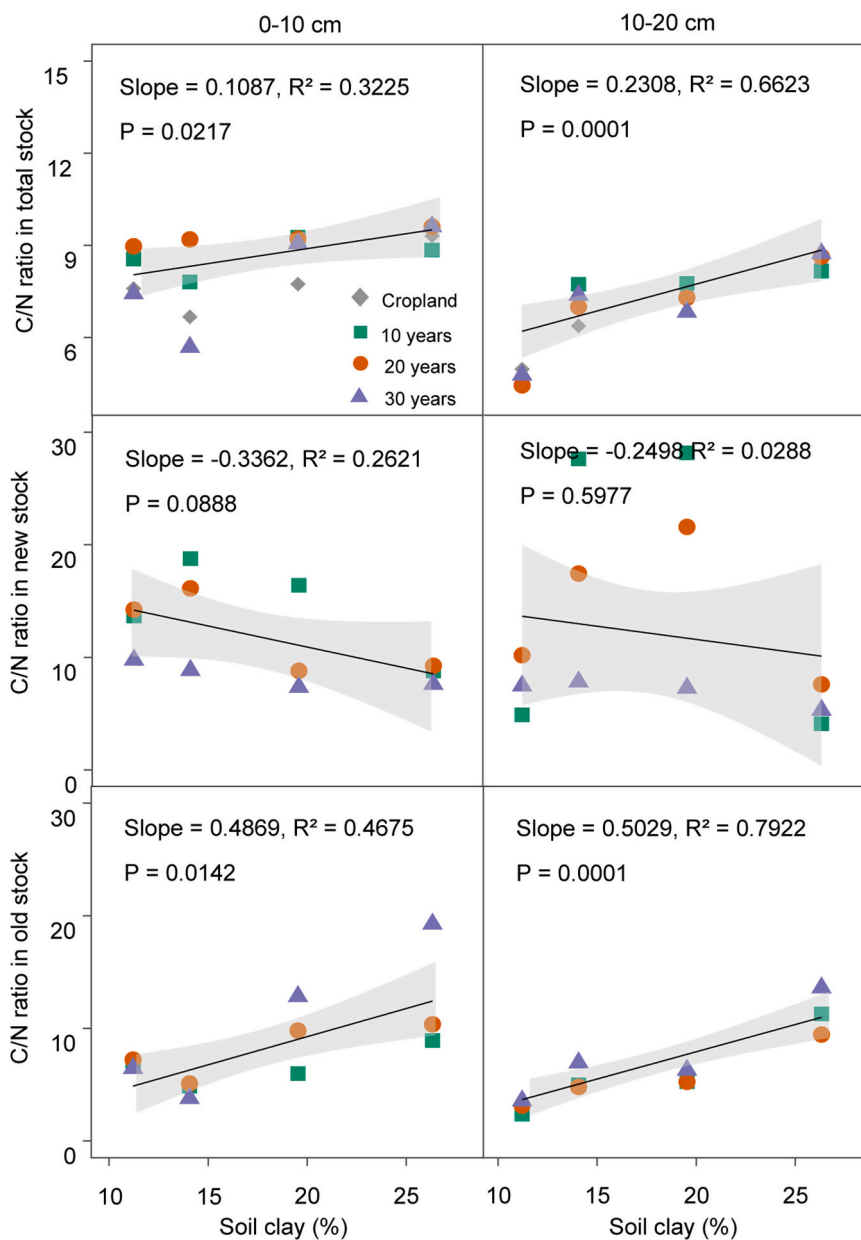 0-10 cm
10-20 cm
C/N ratio in total stock
15
12
9
6
Slope = 0.1087, R² = 0.3225
P = 0.0217
Cropland
10 years
20 years
30 years
Slope = 0.2308, R² = 0.6623
P = 0.0001
C/N ratio in new stock
30
20
10
0
Slope = -0.3362, R² = 0.2621
P = 0.0888
Slope = -0.2498 R² = 0.0288
P = 0.5977
C/N ratio in old stock
30
20
10
0
Slope = 0.4869, R² = 0.4675
P = 0.0142
Slope = 0.5029, R² = 0.7922
P = 0.0001
10 15 20 25
10 15 20 25
Soil clay (%)
Soil clay (%)